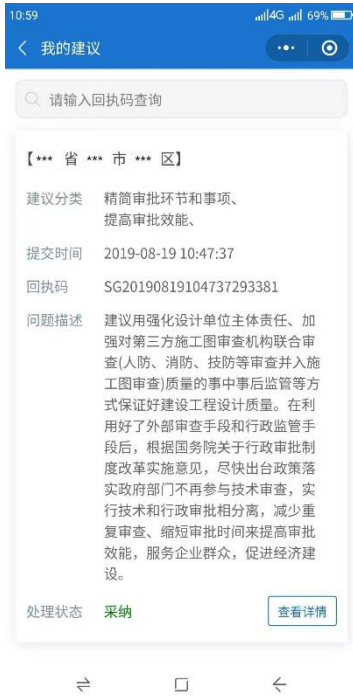 10:59 4G 69%
我的建议
请输入回执码查询
【*** 省 *** 市 *** 区】
建议分类 精简审批环节和事项、
提高审批效能、
提交时间 2019-08-19 10:47:37
回执码 SG20190819104737293381
问题描述 建议用强化设计单位主体责任、加
强对第三方施工图审查机构联合审
查(人防、消防、技防等审查并入施
工图审查)质量的事中事后监管等方
式保证好建设工程设计质量。在利
用好了外部审查手段和行政监管手
段后，根据国务院关于行政审批制
度改革实施意见，尽快出台政策落
实政府部门不再参与技术审查，实
行技术和行政审批相分离，减少重
复审查、缩短审批时间来提高审批
效能，服务企业群众，促进经济建
设。
处理状态 采纳 查看详情